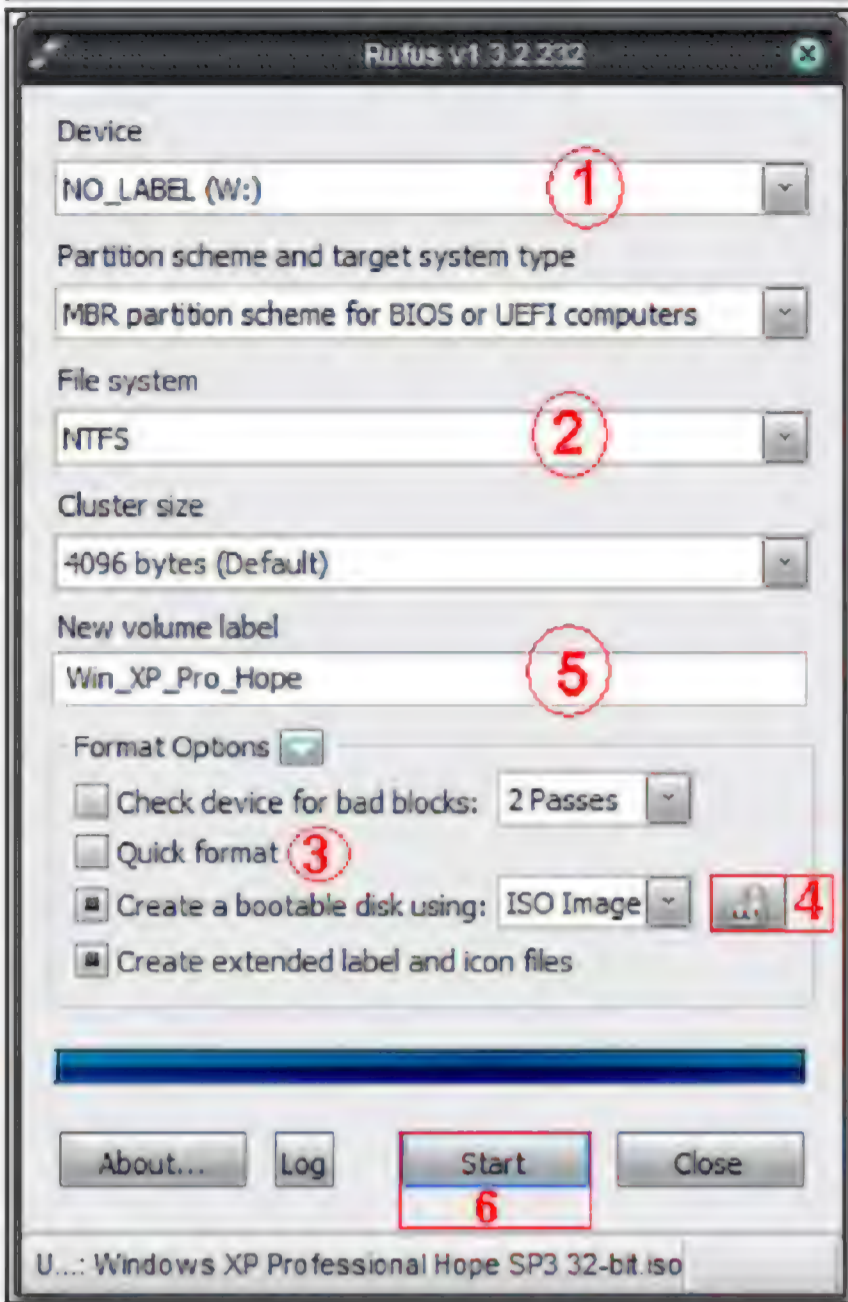 Rufus v1.3.2.232
Device
NO_LABEL (W:)
1
Partition scheme and target system type
MBR partition scheme for BIOS or UEFI computers
File system
NTFS
2
Cluster size
4096 bytes (Default)
New volume label
Win_XP_Pro_Hope
5
Format Options
Check device for bad blocks: 2 Passes
Quick format 3
Create a bootable disk using: ISO Image 4
Create extended label and icon files
About... Log Start Close
6
U...: Windows XP Professional Hope SP3 32-bit.iso